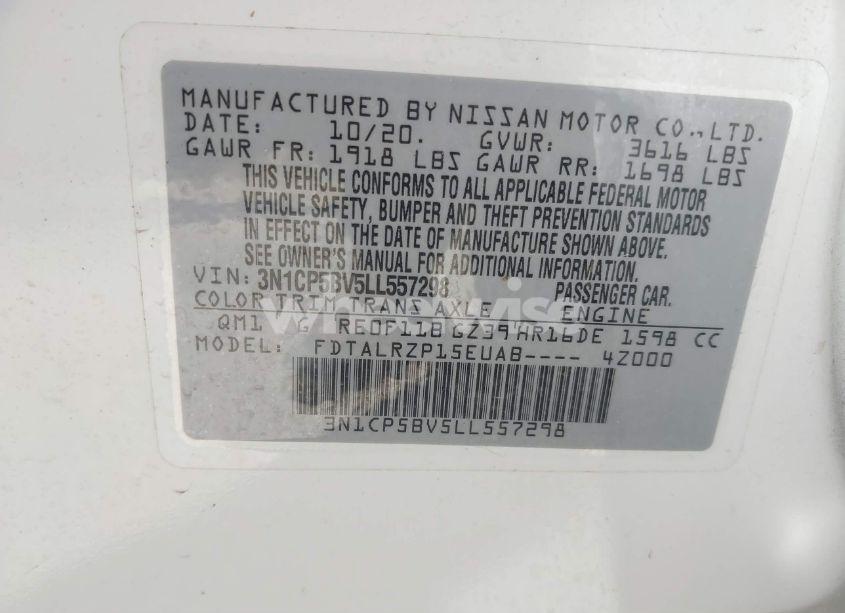 MANUFACTURED BY NISSAN MOTOR CO.,LTD.
DATE: 10/20. GVWR: 3616 LBS
GAWR FR: 1918 LBS GAWR RR: 1698 LBS
THIS VEHICLE CONFORMS TO ALL APPLICABLE FEDERAL MOTOR
VEHICLE SAFETY, BUMPER AND THEFT PREVENTION STANDARDS
IN EFFECT ON THE DATE OF MANUFACTURE SHOWN ABOVE.
SEE OWNER'S MANUAL FOR ADDITIONAL INFORMATION.
VIN: 3N1CP5BV5LL557298 PASSENGER CAR.
COLOR TRIM TRANS AXLE ENGINE
QM1 G RE0F11B GZ39 HR16DE 1598 CC
MODEL: FDTALRZP15EUAB---- 4Z000
3N1CP5BV5LL557298